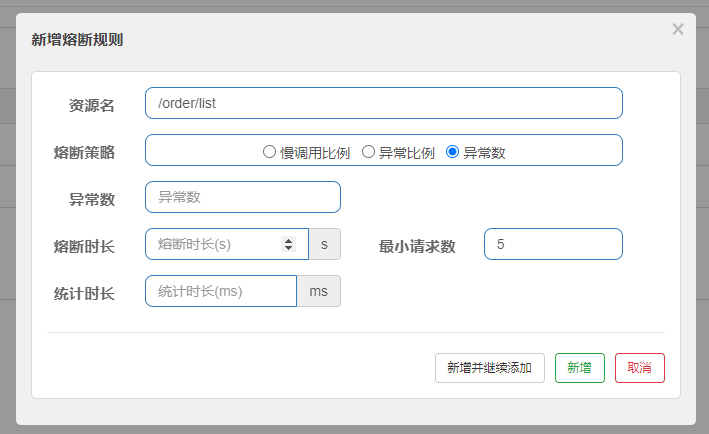 新增熔断规则
×
资源名 /order/list
熔断策略 慢调用比例 异常比例 异常数
异常数 异常数
熔断时长 熔断时长(s) s 最小请求数 5
统计时长 统计时长(ms) ms
新增并继续添加 新增 取消